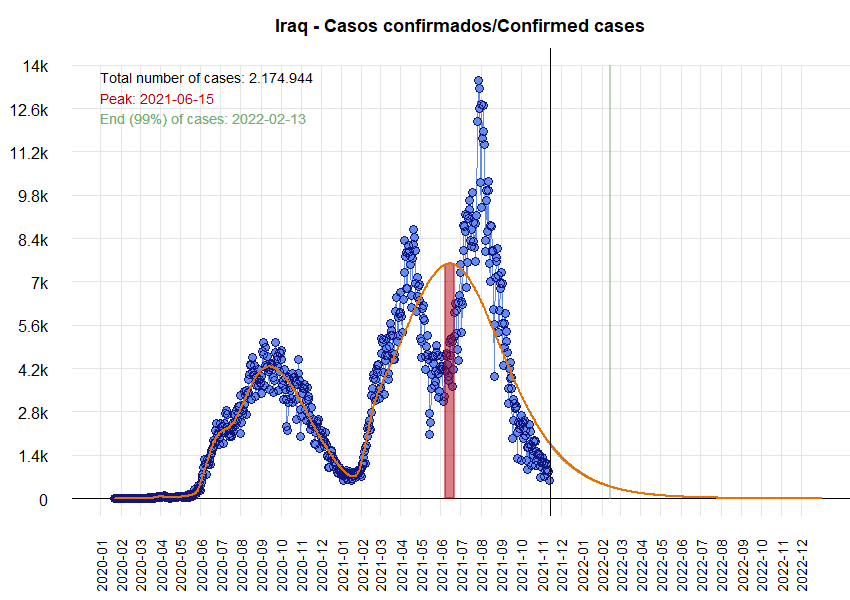 Iraq - Casos confirmados/Confirmed cases
Total number of cases: 2.174.944
Peak: 2021-06-15
End (99%) of cases: 2022-02-13
14k
12.6k
11.2k
9.8k
8.4k
7k
5.6k
4.2k
2.8k
1.4k
0
2020-01
2020-02
2020-03
2020-04
2020-05
2020-06
2020-07
2020-08
2020-09
2020-10
2020-11
2020-12
2021-01
2021-02
2021-03
2021-04
2021-05
2021-06
2021-07
2021-08
2021-09
2021-10
2021-11
2021-12
2022-01
2022-02
2022-03
2022-04
2022-05
2022-06
2022-07
2022-08
2022-09
2022-10
2022-11
2022-12